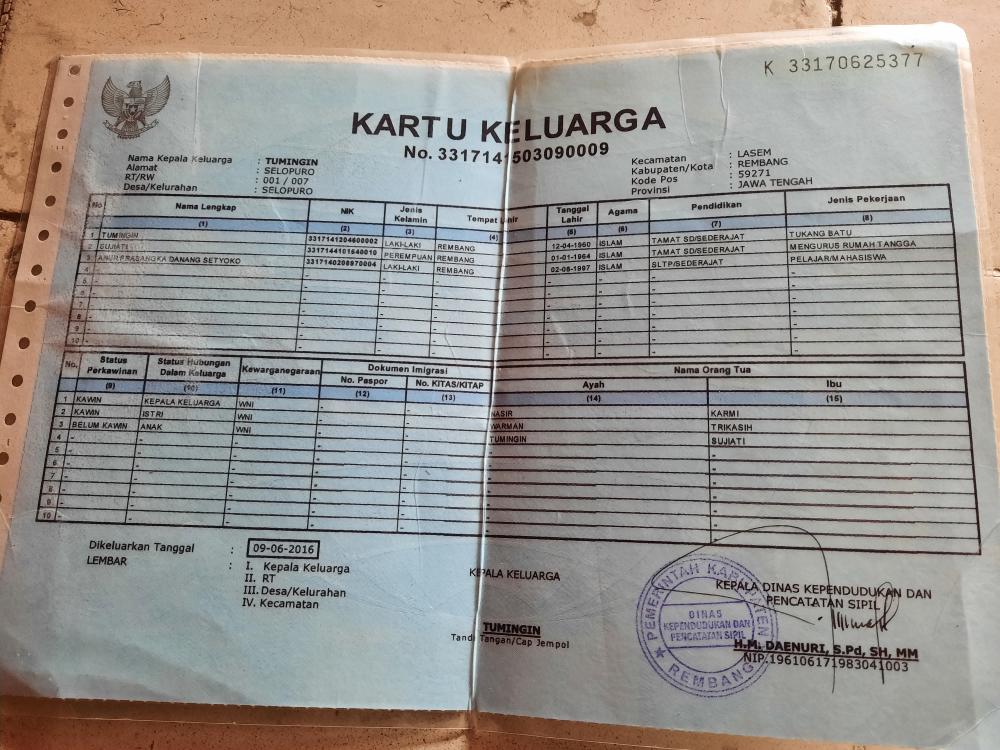 K 33170625377
KARTU KELUARGA
No. 3317141503090009
Nama Kepala Keluarga : TUMINGIN
Alamat : SELOPURO
RT/RW : 001 / 007
Desa/Kelurahan : SELOPURO
Kecamatan : LASEM
Kabupaten/Kota : REMBANG
Kode Pos : 59271
Provinsi : JAWA TENGAH
No Nama Lengkap NIK Jenis Kelamin Tempat Lahir Tanggal Lahir Agama Pendidikan Jenis Pekerjaan
(1) (2) (3) (4) (5) (6) (7) (8)
1 TUMINGIN 3317141204600002 LAKI-LAKI REMBANG 12-04-1960 ISLAM TAMAT SD/SEDERAJAT TUKANG BATU
2 SUJIATI 3317144101640010 PEREMPUAN REMBANG 01-01-1964 ISLAM TAMAT SD/SEDERAJAT MENGURUS RUMAH TANGGA
3 PRABANGKA DANANG SETYOKO 3317140208970004 LAKI-LAKI REMBANG 02-08-1997 ISLAM SLTP/SEDERAJAT PELAJAR/MAHASISWA
4 - - - - - - - -
5 - - - - - - - -
6 - - - - - - - -
7 - - - - - - - -
8 - - - - - - - -
9 - - - - - - - -
10 - - - - - - - -
No. Status Perkawinan Status Hubungan Dalam Keluarga Kewarganegaraan Dokumen Imigrasi Nama Orang Tua
No. Paspor No. KITAS/KITAP Ayah Ibu
(9) (10) (11) (12) (13) (14) (15)
1 KAWIN KEPALA KELUARGA WNI - - NASIR KARMI
2 KAWIN ISTRI WNI - - WARMAN TRIKASIH
3 BELUM KAWIN ANAK WNI - - TUMINGIN SUJIATI
4 - - - - - - -
5 - - - - - - -
6 - - - - - - -
7 - - - - - - -
8 - - - - - - -
9 - - - - - - -
10 - - - - - - -
Dikeluarkan Tanggal : 09-06-2016
LEMBAR : I. Kepala Keluarga
II. RT
III. Desa/Kelurahan
IV. Kecamatan
KEPALA KELUARGA
TUMINGIN
Tanda Tangan/Cap Jempol
KEPALA DINAS KEPENDUDUKAN DAN
PENCATATAN SIPIL
PEMERINTAH KABUPATEN
DINAS
KEPENDUDUKAN DAN
PENCATATAN SIPIL
★ REMBANG
H.M. DAENURI, S.Pd, SH, MM
NIP.196106171983041003